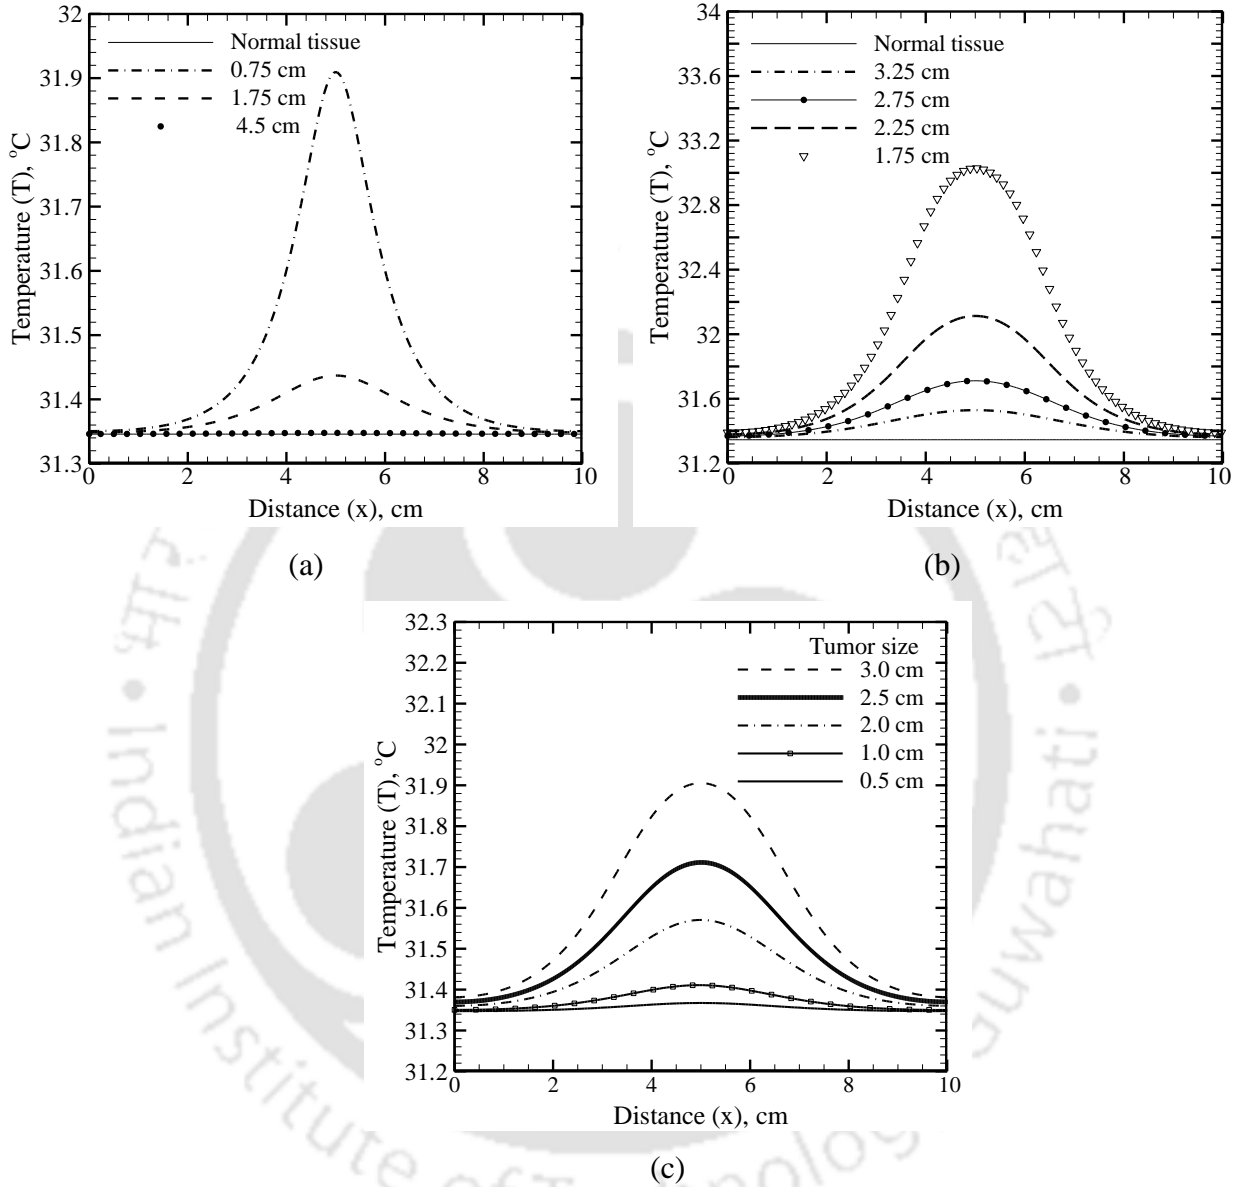 32
31.9
31.8
31.7
31.6
31.5
31.4
31.3
0 2 4 6 8 10
Temperature (T), °C
Distance (x), cm
Normal tissue
0.75 cm
1.75 cm
4.5 cm
(a)
34
33.6
33.2
32.8
32.4
32
31.6
31.2
0 2 4 6 8 10
Temperature (T), °C
Distance (x), cm
Normal tissue
3.25 cm
2.75 cm
2.25 cm
1.75 cm
(b)
32.3
32.2
32.1
32
31.9
31.8
31.7
31.6
31.5
31.4
31.3
31.2
0 2 4 6 8 10
Temperature (T), °C
Distance (x), cm
Tumor size
3.0 cm
2.5 cm
2.0 cm
1.0 cm
0.5 cm
(c)
Indian Institute of Technology Guwahati